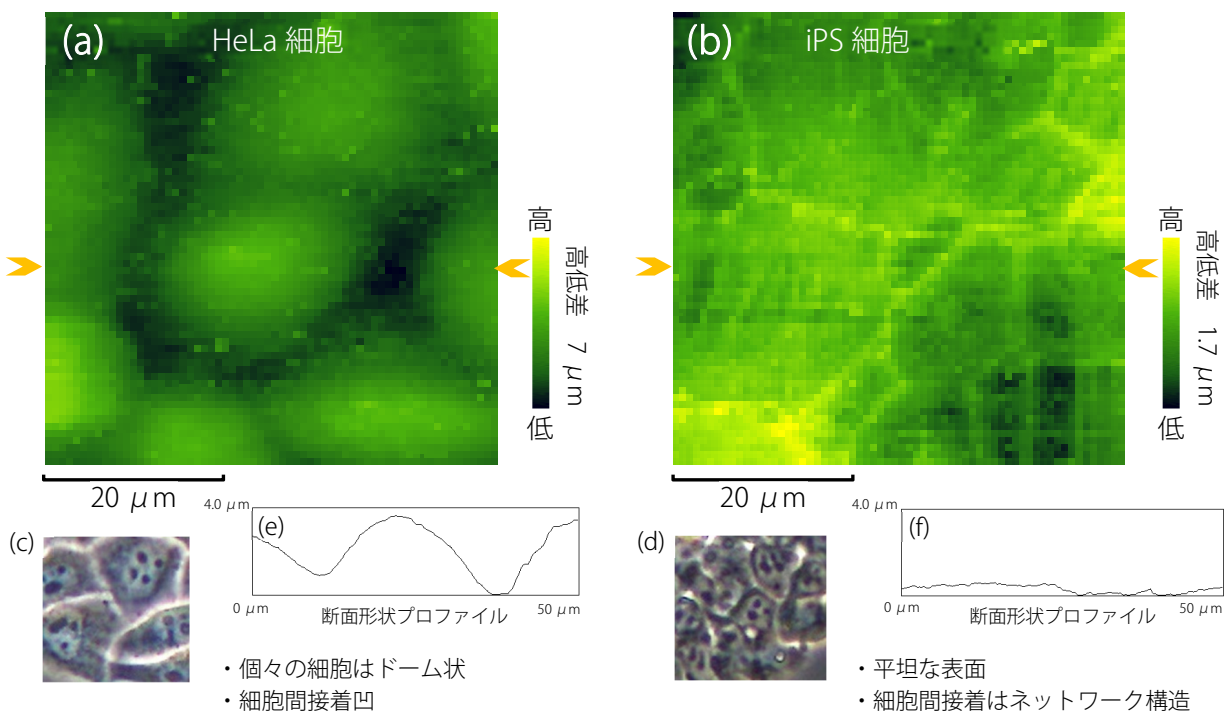 (a) HeLa 細胞
高
高低差 7 μm
低
20 μm
(b) iPS 細胞
高
高低差 1.7 μm
低
20 μm
(c)
4.0 μm
(e)
0 μm
断面形状プロファイル
50 μm
・個々の細胞はドーム状
・細胞間接着凹
(d)
4.0 μm
(f)
0 μm
断面形状プロファイル
50 μm
・平坦な表面
・細胞間接着はネットワーク構造